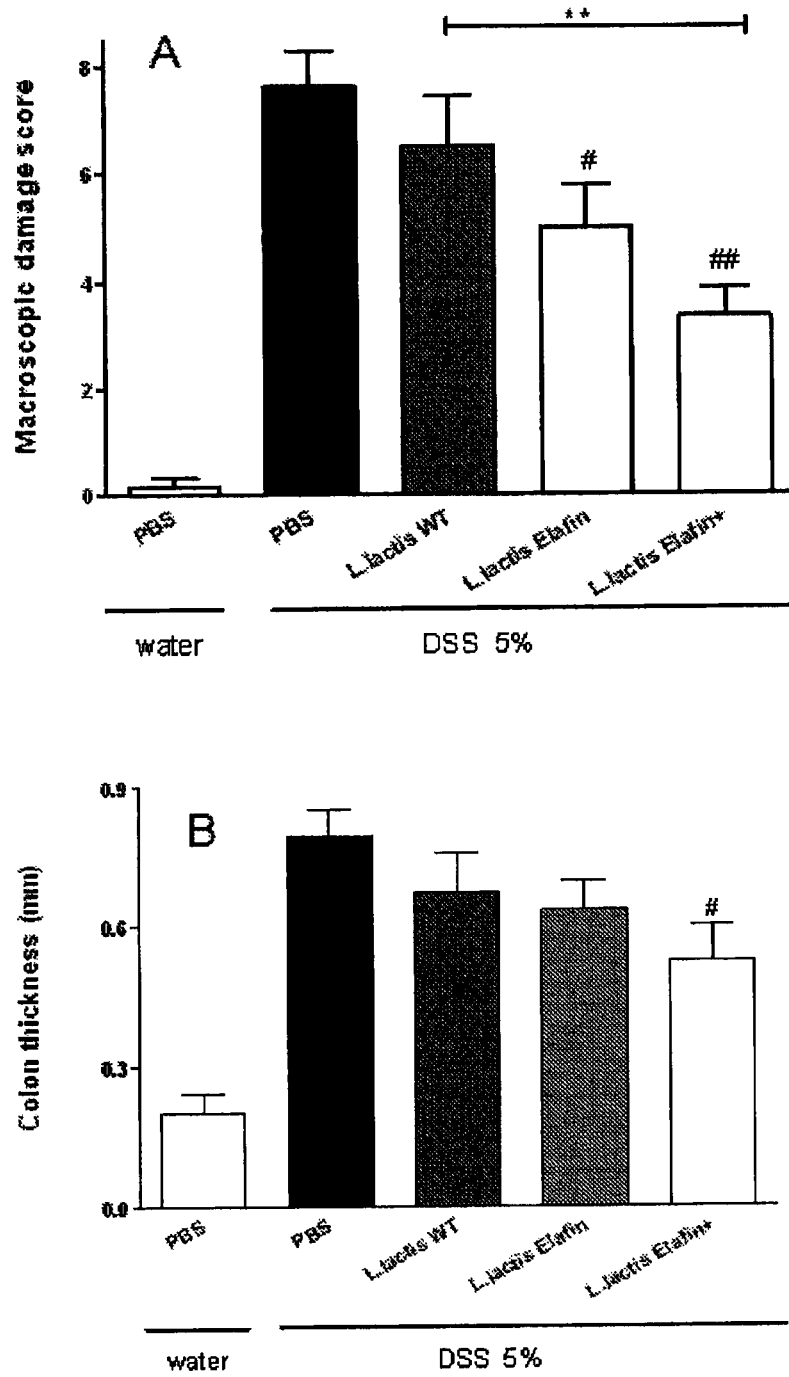 **
A
Macroscopic damage score
8
6
4
2
0
#
##
PBS
PBS
L.lactis WT
L.lactis Elafin
L.lactis Elafin+
water
DSS 5%
B
Colon thickness (mm)
0.9
0.6
0.3
0.0
#
PBS
PBS
L.lactis WT
L.lactis Elafin
L.lactis Elafin+
water
DSS 5%